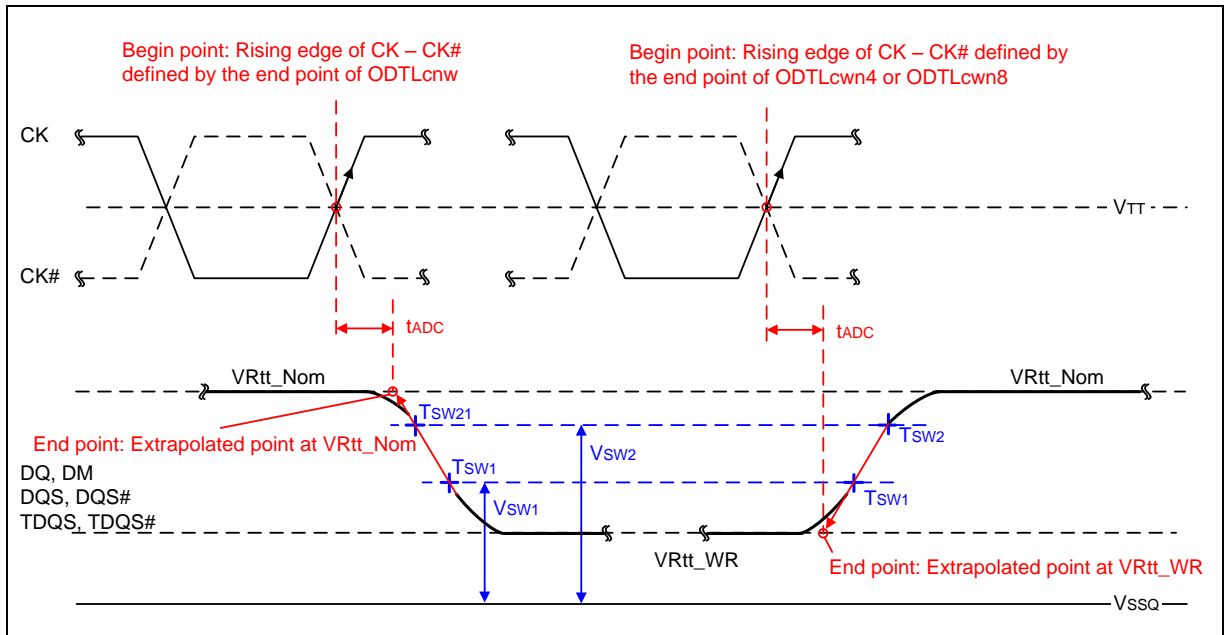 Begin point: Rising edge of CK – CK#
defined by the end point of ODTLcnw
Begin point: Rising edge of CK – CK# defined by
the end point of ODTLcwn4 or ODTLcwn8
CK
VTT
CK#
tADC
tADC
VRtt_Nom
VRtt_Nom
TSW21
End point: Extrapolated point at VRtt_Nom
TSW2
VSW2
DQ, DM
DQS, DQS#
TDQS, TDQS#
TSW1
VSW1
TSW1
VRtt_WR
End point: Extrapolated point at VRtt_WR
VSSQ